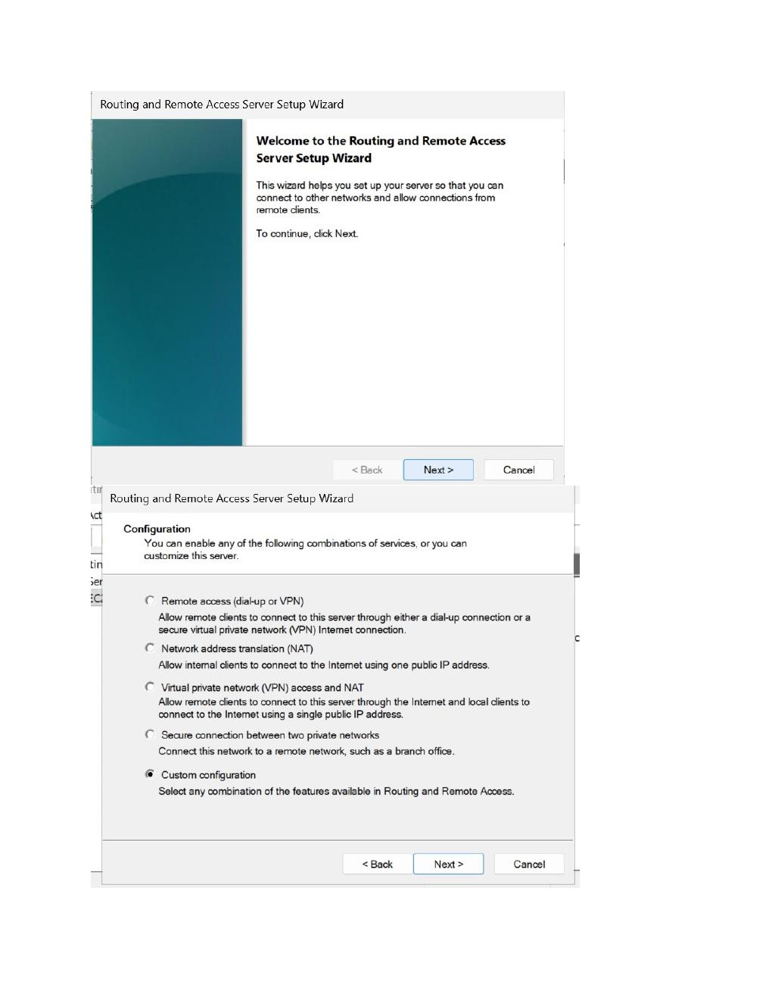 Routing and Remote Access Server Setup Wizard
Welcome to the Routing and Remote Access
Server Setup Wizard
This wizard helps you set up your server so that you can
connect to other networks and allow connections from
remote clients.
To continue, click Next.
< Back
Next >
Cancel
Routing and Remote Access Server Setup Wizard
Act
Configuration
You can enable any of the following combinations of services, or you can
customize this server.
tin
Ser
EC2
Remote access (dial-up or VPN)
Allow remote clients to connect to this server through either a dial-up connection or a
secure virtual private network (VPN) Internet connection.
Network address translation (NAT)
Allow internal clients to connect to the Internet using one public IP address.
Virtual private network (VPN) access and NAT
Allow remote clients to connect to this server through the Internet and local clients to
connect to the Internet using a single public IP address.
Secure connection between two private networks
Connect this network to a remote network, such as a branch office.
Custom configuration
Select any combination of the features available in Routing and Remote Access.
< Back
Next >
Cancel